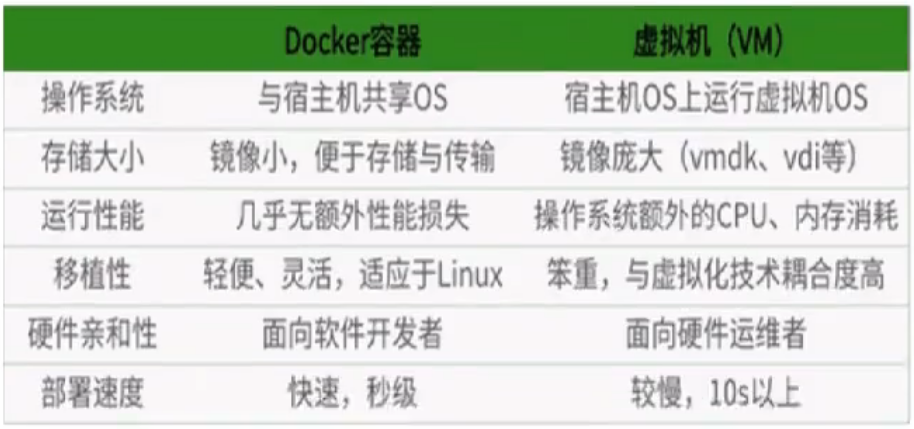 Docker容器 虚拟机（VM）
操作系统 与宿主机共享OS 宿主机OS上运行虚拟机OS
存储大小 镜像小，便于存储与传输 镜像庞大（vmdk、vdi等）
运行性能 几乎无额外性能损失 操作系统额外的CPU、内存消耗
移植性 轻便、灵活，适应于Linux 笨重，与虚拟化技术耦合度高
硬件亲和性 面向软件开发者 面向硬件运维者
部署速度 快速，秒级 较慢，10s以上